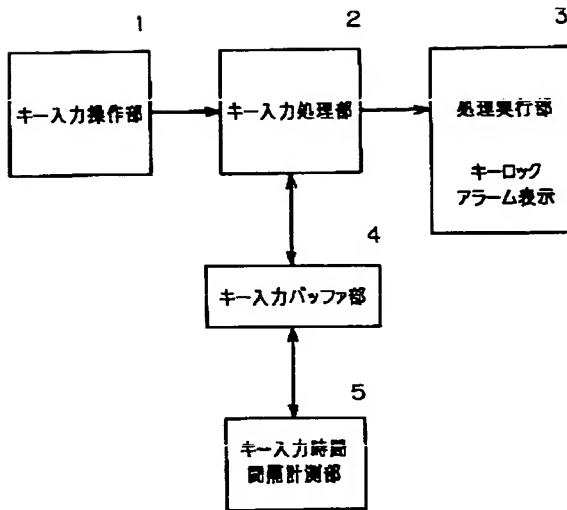 1
キー入力操作部
2
キー入力処理部
3
処理実行部
キーロック
アラーム表示
4
キー入力バッファ部
5
キー入力時間
間隔計測部